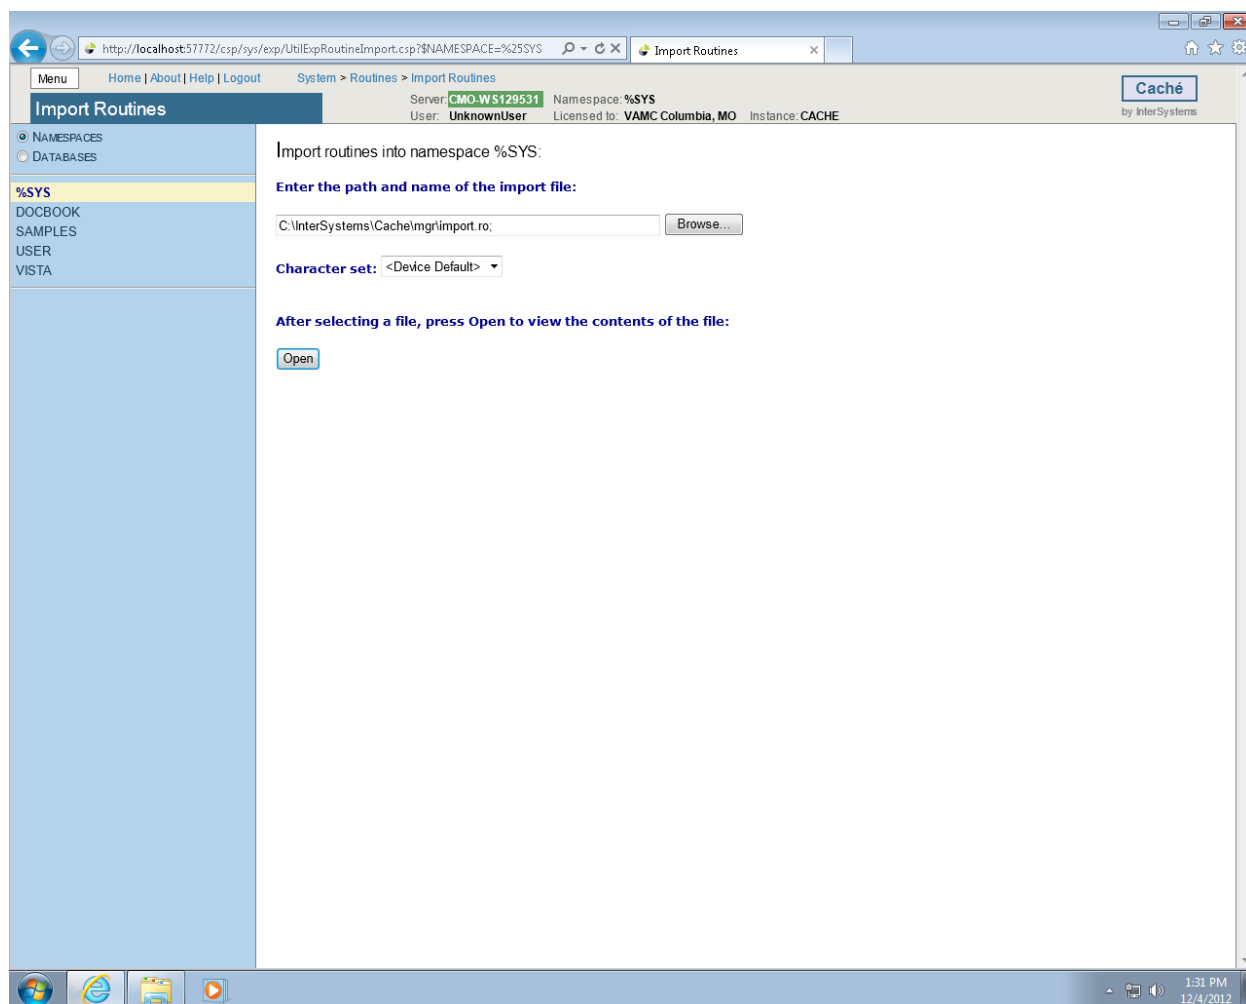 http://localhost:57772/csp/sys/exp/UtilExpRoutineImport.csp?$NAMESPACE=%25SYS
Import Routines
Menu
Home | About | Help | Logout
System > Routines > Import Routines
Caché
by InterSystems
Import Routines
Server: CMO-WS129531 Namespace: %SYS
User: UnknownUser Licensed to: VAMC Columbia, MO Instance: CACHE
NAMESPACES
DATABASES
%SYS
DOCBOOK
SAMPLES
USER
VISTA
Import routines into namespace %SYS:
Enter the path and name of the import file:
C:\InterSystems\Cache\mgr\import.ro;
Browse...
Character set: <Device Default>
After selecting a file, press Open to view the contents of the file:
Open
1:31 PM
12/4/2012